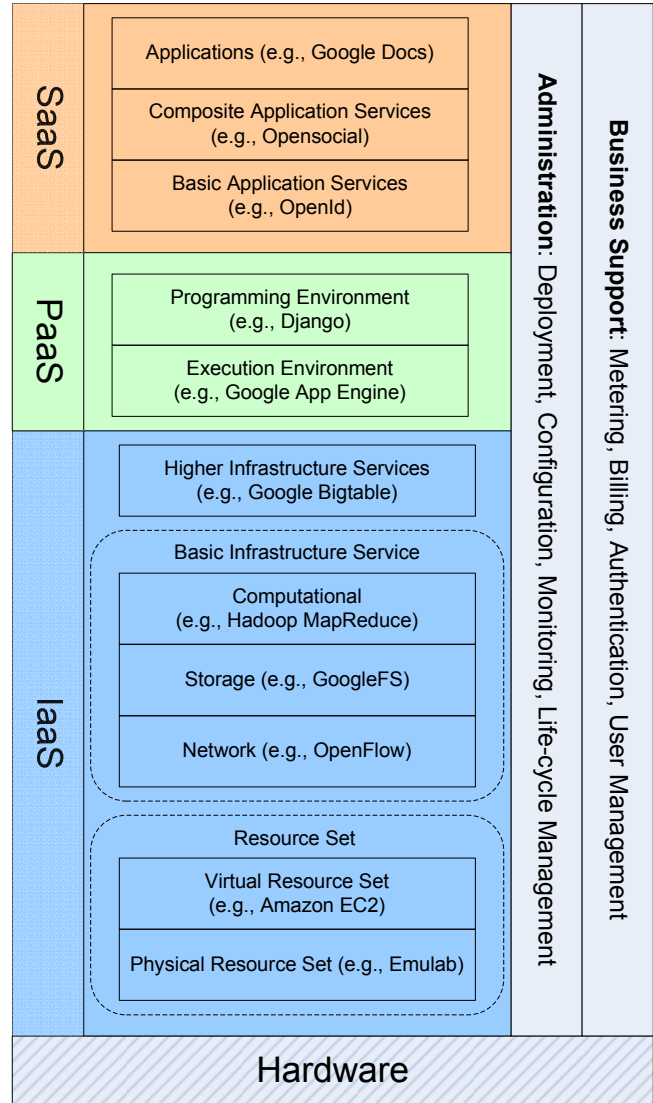 SaaS
Applications (e.g., Google Docs)
Composite Application Services
(e.g., Opensocial)
Basic Application Services
(e.g., OpenId)
PaaS
Programming Environment
(e.g., Django)
Execution Environment
(e.g., Google App Engine)
IaaS
Higher Infrastructure Services
(e.g., Google Bigtable)
Basic Infrastructure Service
Computational
(e.g., Hadoop MapReduce)
Storage (e.g., GoogleFS)
Network (e.g., OpenFlow)
Resource Set
Virtual Resource Set
(e.g., Amazon EC2)
Physical Resource Set (e.g., Emulab)
Administration: Deployment, Configuration, Monitoring, Life-cycle Management
Business Support: Metering, Billing, Authentication, User Management
Hardware